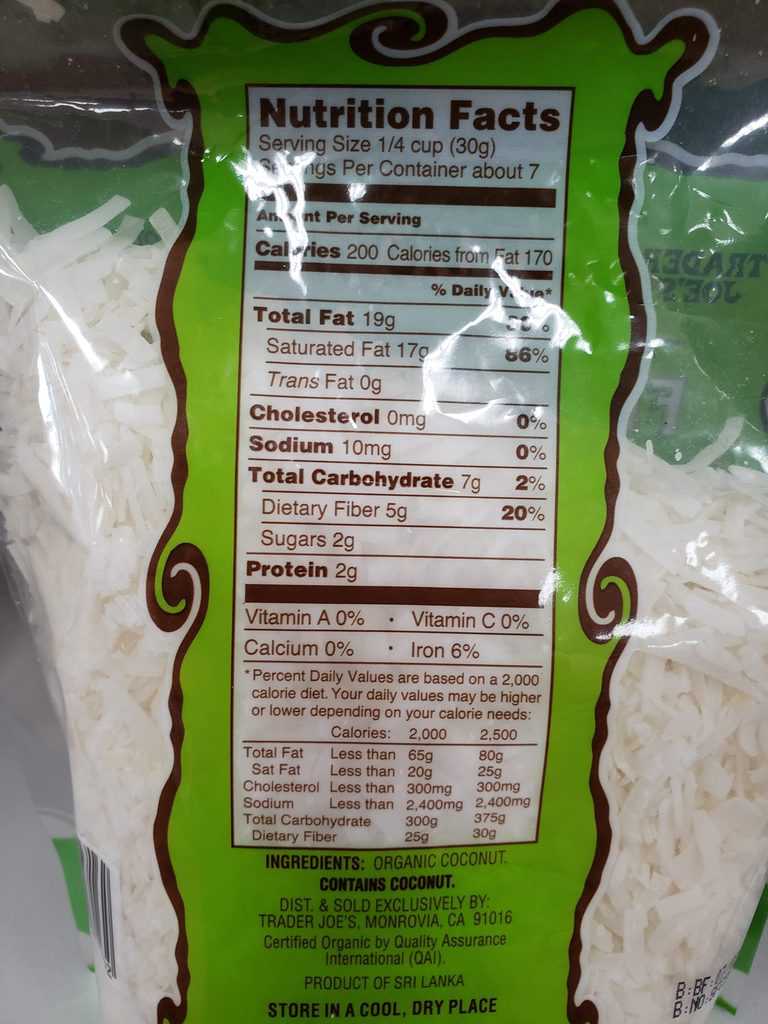 Nutrition Facts
Serving Size 1/4 cup (30g)
Servings Per Container about 7
Amount Per Serving
Calories 200 Calories from Fat 170
% Daily Value*
Total Fat 19g
Saturated Fat 17g 86%
Trans Fat 0g
Cholesterol 0mg 0%
Sodium 10mg 0%
Total Carbohydrate 7g 2%
Dietary Fiber 5g 20%
Sugars 2g
Protein 2g
Vitamin A 0% • Vitamin C 0%
Calcium 0% • Iron 6%
*Percent Daily Values are based on a 2,000
calorie diet. Your daily values may be higher
or lower depending on your calorie needs:
Calories: 2,000 2,500
Total Fat Less than 65g 80g
Sat Fat Less than 20g 25g
Cholesterol Less than 300mg 300mg
Sodium Less than 2,400mg 2,400mg
Total Carbohydrate 300g 375g
Dietary Fiber 25g 30g
INGREDIENTS: ORGANIC COCONUT.
CONTAINS COCONUT.
DIST. & SOLD EXCLUSIVELY BY:
TRADER JOE'S, MONROVIA, CA 91016
Certified Organic by Quality Assurance
International (QAI).
PRODUCT OF SRI LANKA
STORE IN A COOL, DRY PLACE
TRADER
JOE'S